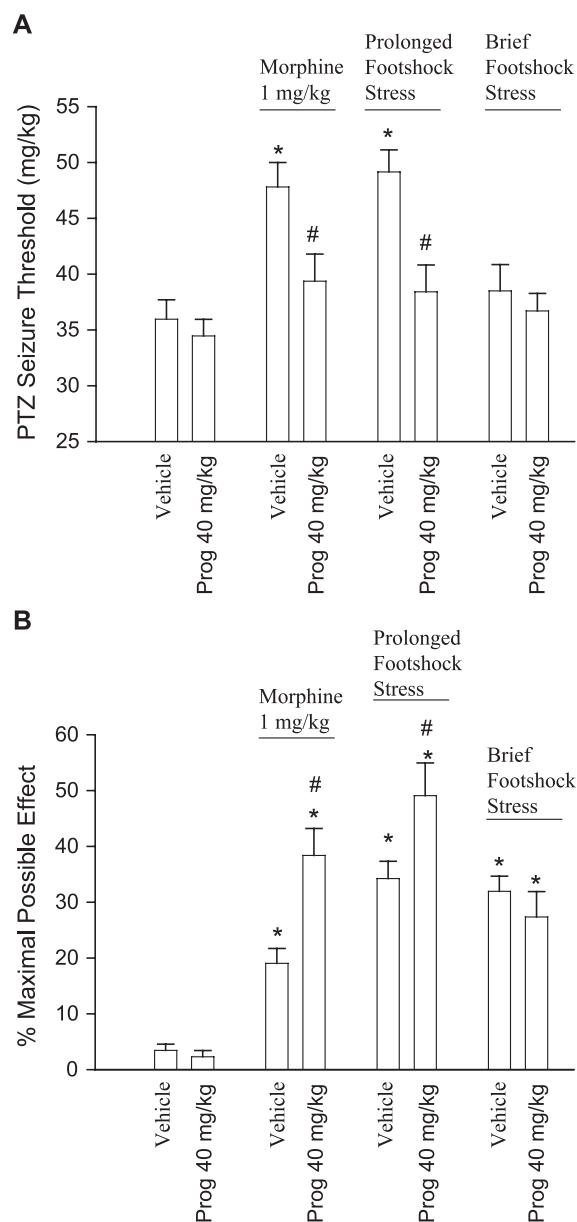 A
Morphine
1 mg/kg
Prolonged
Footshock
Stress
Brief
Footshock
Stress
PTZ Seizure Threshold (mg/kg)
55
50
45
40
35
30
25
*
#
*
#
Vehicle
Prog 40 mg/kg
Vehicle
Prog 40 mg/kg
Vehicle
Prog 40 mg/kg
Vehicle
Prog 40 mg/kg
B
Morphine
1 mg/kg
Prolonged
Footshock
Stress
Brief
Footshock
Stress
% Maximal Possible Effect
60
50
40
30
20
10
0
*
#
*
*
#
*
*
*
Vehicle
Prog 40 mg/kg
Vehicle
Prog 40 mg/kg
Vehicle
Prog 40 mg/kg
Vehicle
Prog 40 mg/kg